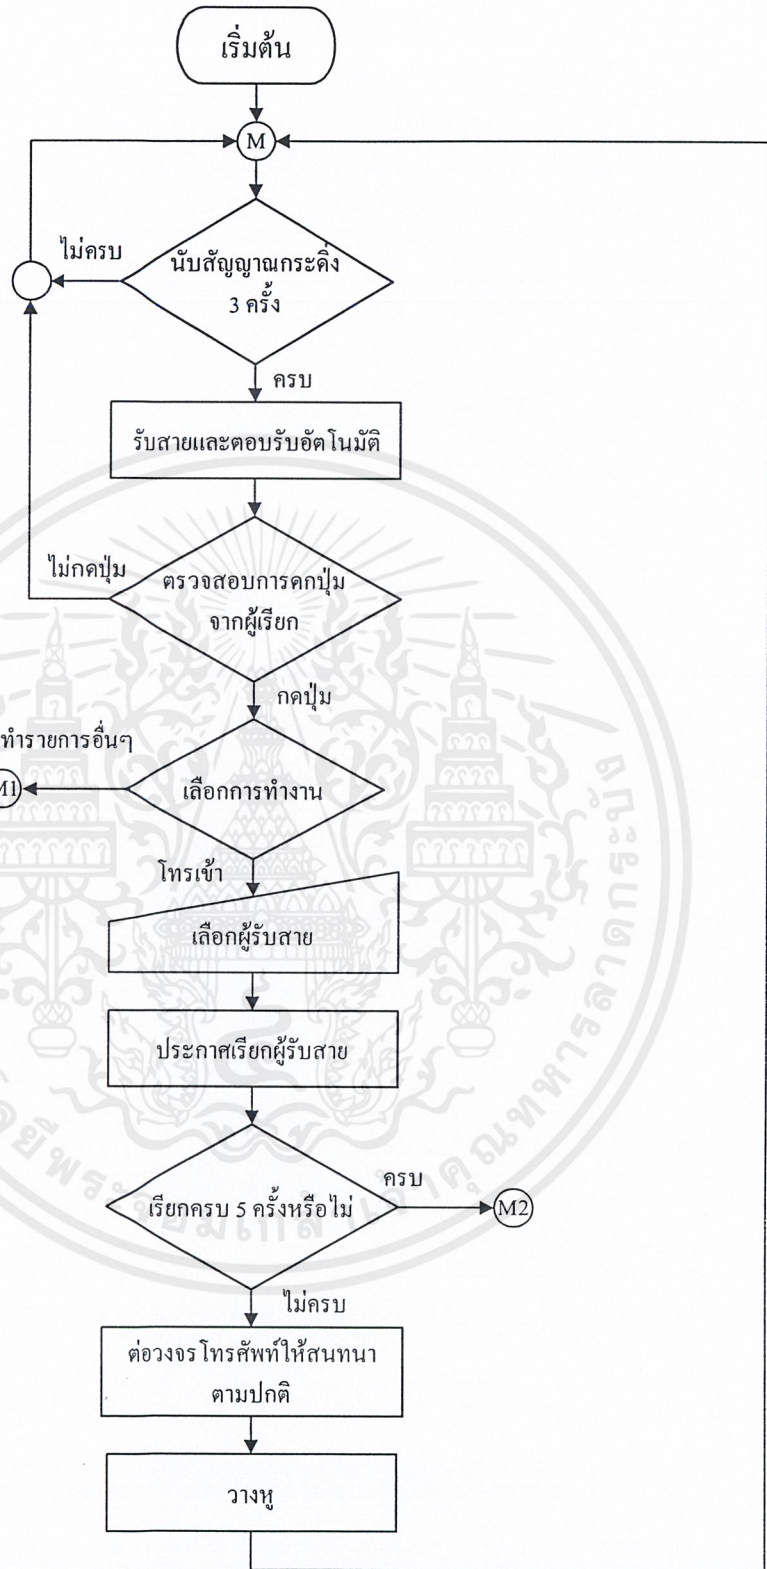 เริ่มต้น
M
ไม่ครบ
นับสัญญาณกระดิ่ง
3 ครั้ง
ครบ
รับสายและตอบรับอัตโนมัติ
ไม่กดปุ่ม
ตรวจสอบการคกปุ่ม
จากผู้เรียก
กดปุ่ม
ทำรายการอื่นๆ
M1
เลือกการทำงาน
โทรเข้า
เลือกผู้รับสาย
ประกาศเรียกผู้รับสาย
ครบ
เรียกครบ 5 ครั้งหรือไม่
M2
ไม่ครบ
ต่อวงจรโทรศัพท์ให้สนทนา
ตามปกติ
วางหู